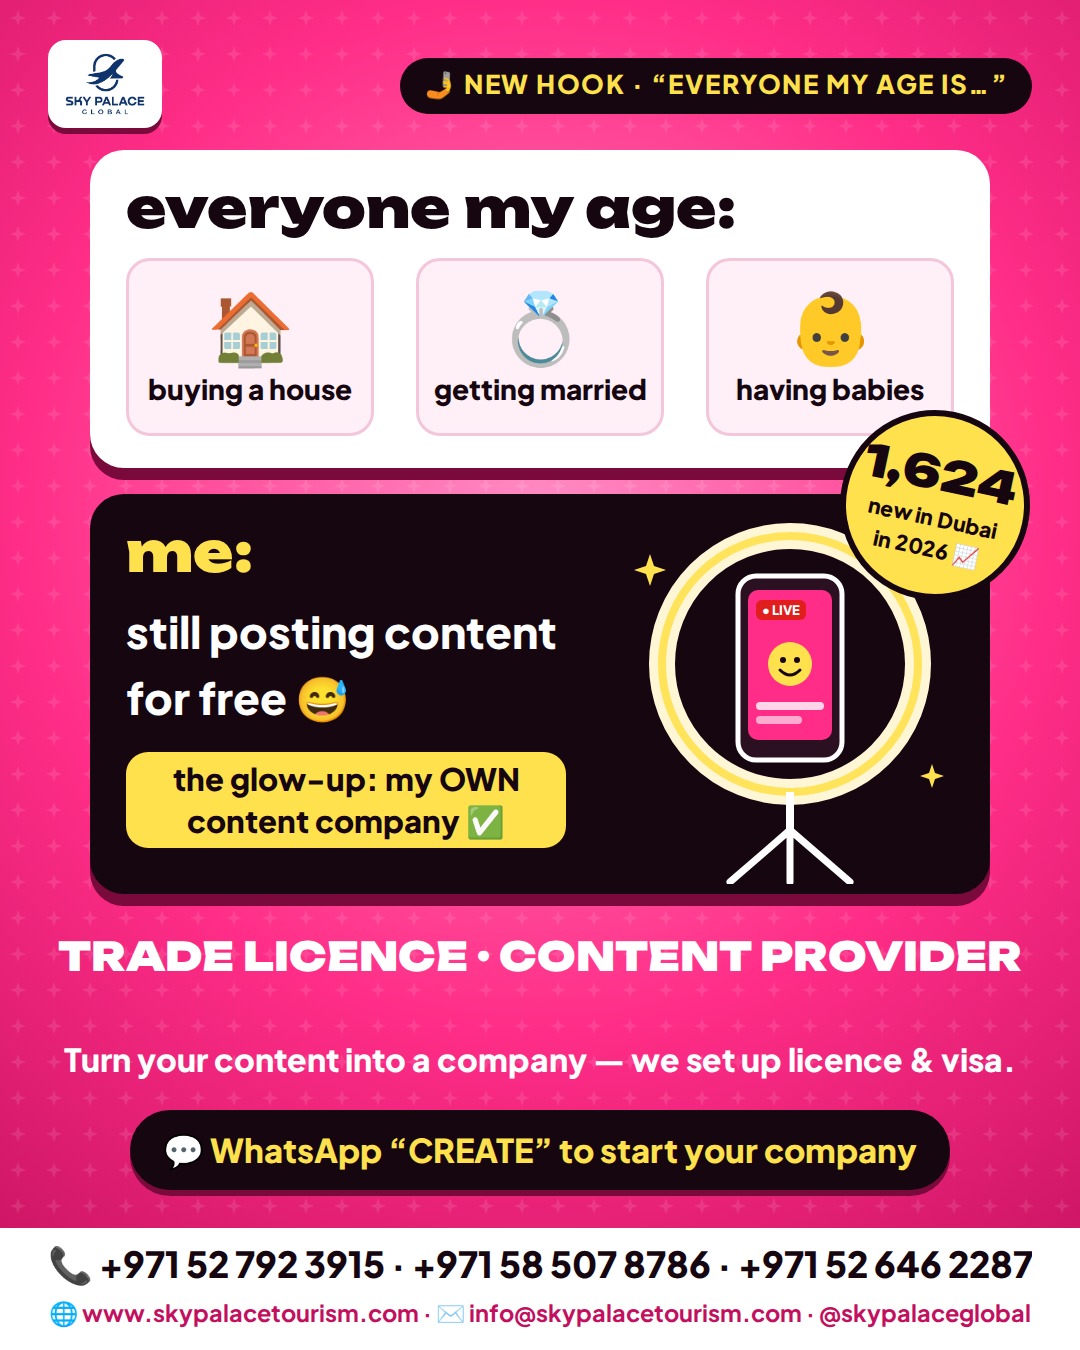 SKY PALACE
GLOBAL
NEW HOOK · “EVERYONE MY AGE IS…”
everyone my age:
buying a house
getting married
having babies
1,624
new in Dubai
in 2026
me:
still posting content
for free
LIVE
the glow-up: my OWN
content company
TRADE LICENCE • CONTENT PROVIDER
Turn your content into a company — we set up licence & visa.
WhatsApp “CREATE” to start your company
+971 52 792 3915 · +971 58 507 8786 · +971 52 646 2287
www.skypalacetourism.com · info@skypalacetourism.com · @skypalaceglobal